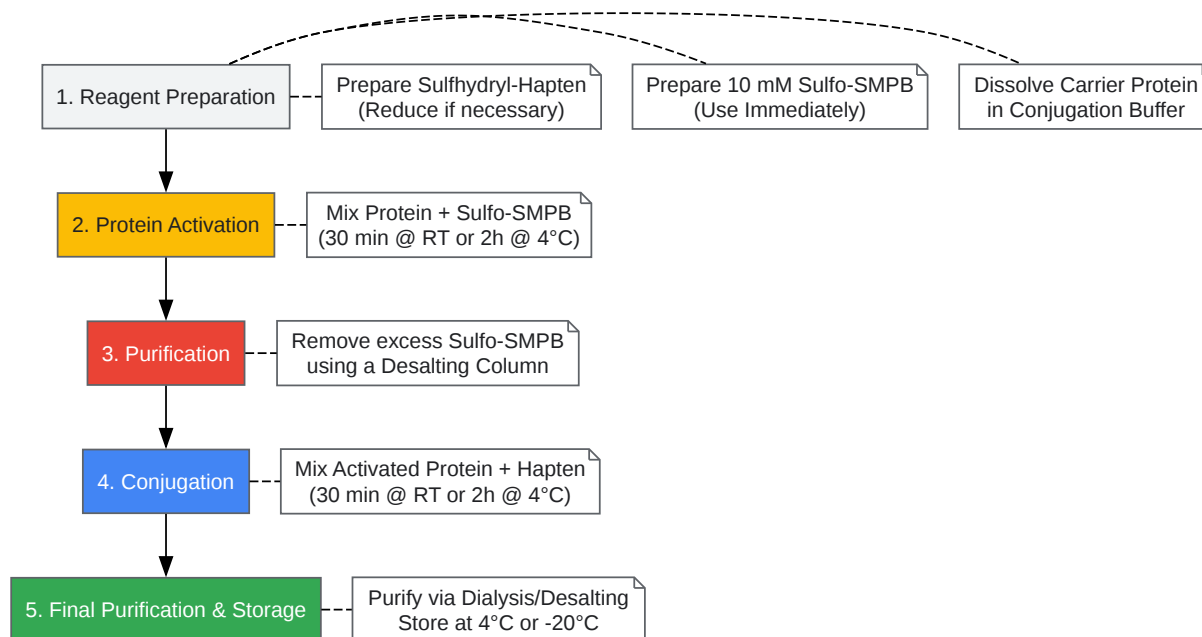 1. Reagent Preparation
Prepare Sulfhydryl-Hapten
(Reduce if necessary)
Prepare 10 mM Sulfo-SMPB
(Use Immediately)
Dissolve Carrier Protein
in Conjugation Buffer
2. Protein Activation
Mix Protein + Sulfo-SMPB
(30 min @ RT or 2h @ 4°C)
3. Purification
Remove excess Sulfo-SMPB
using a Desalting Column
4. Conjugation
Mix Activated Protein + Hapten
(30 min @ RT or 2h @ 4°C)
5. Final Purification & Storage
Purify via Dialysis/Desalting
Store at 4°C or -20°C